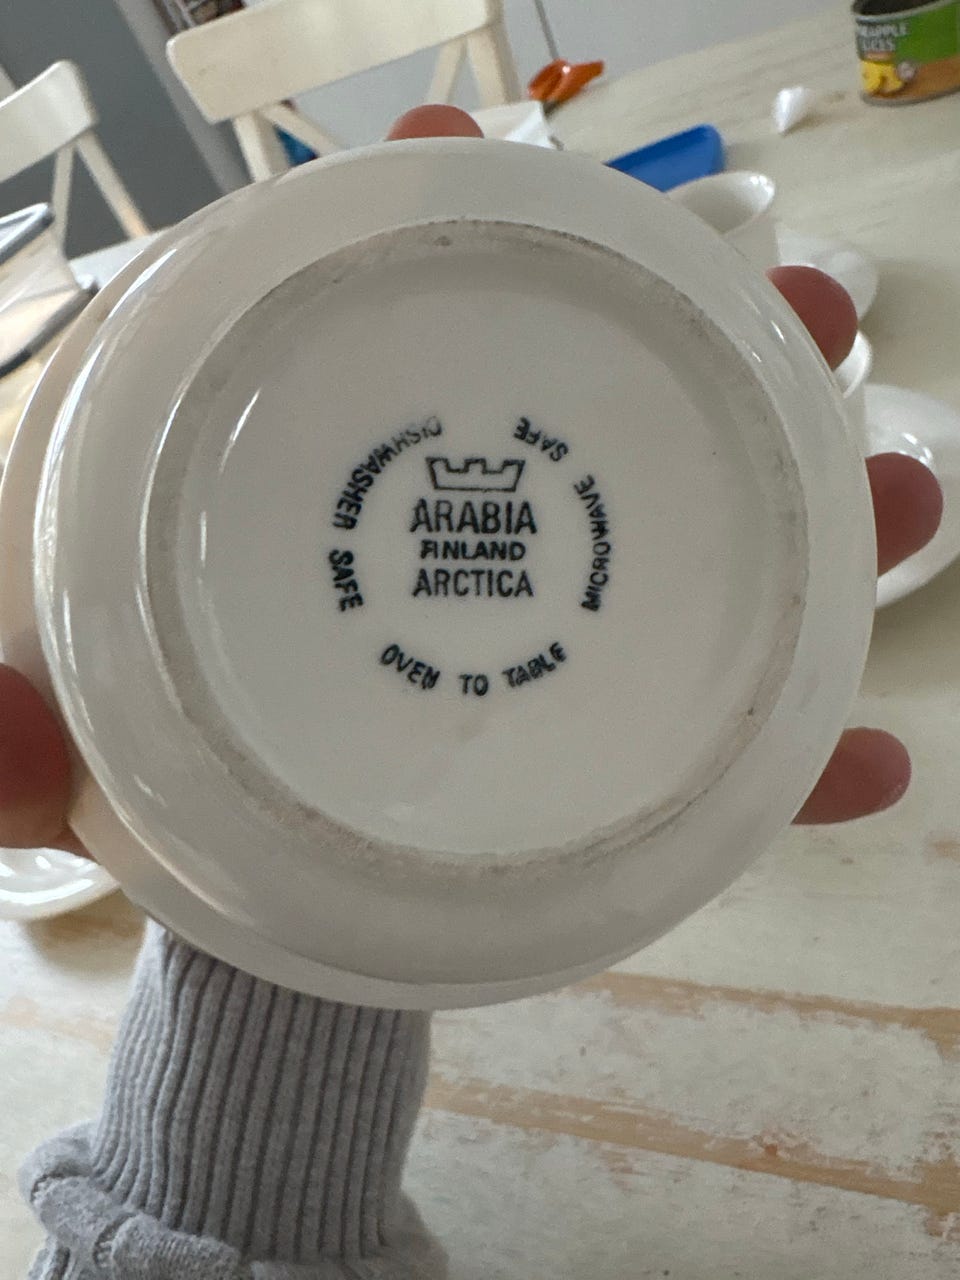 ARABIA
FINLAND
ARCTICA
DISHWASHER SAFE
MICROWAVE SAFE
OVEN TO TABLE